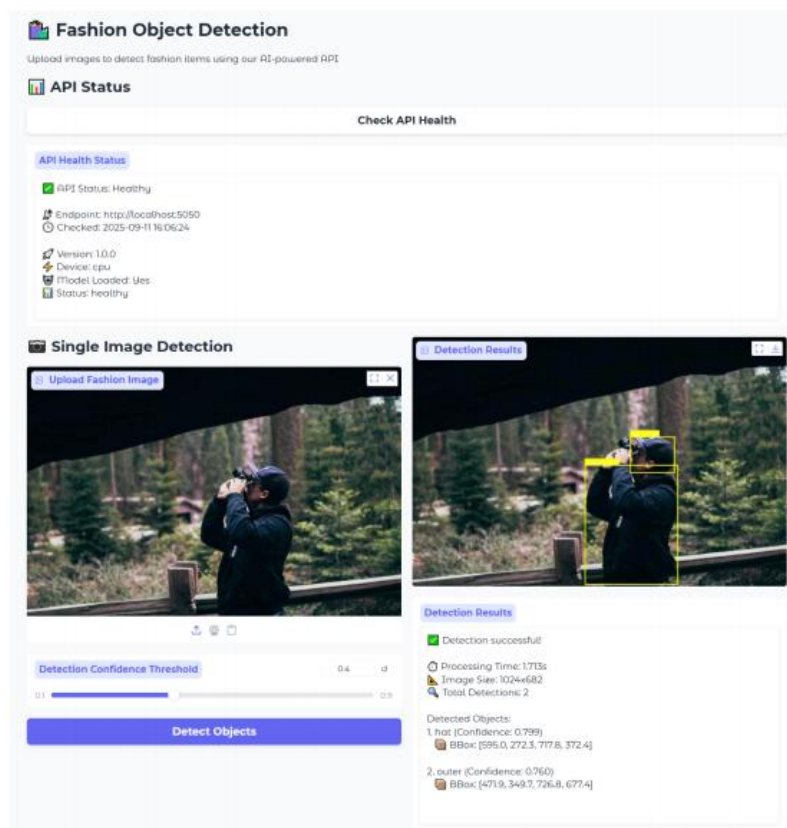 Fashion Object Detection
Upload images to detect fashion items using our AI-powered API
API Status
Check API Health
API Health Status
API Status: Healthy
Endpoint: http://localhost:5050
Checked: 2025-09-11 16:06:24
Version: 1.0.0
Device: cpu
Model Loaded: Yes
Status: healthy
Single Image Detection
Upload Fashion Image
Detection Confidence Threshold
0.4
0.1
0.9
Detect Objects
Detection Results
Detection Results
Detection successful!
Processing Time: 1.713s
Image Size: 1024x682
Total Detections: 2
Detected Objects:
1. hat (Confidence: 0.799)
BBox: [595.0, 272.3, 717.8, 372.4]
2. outer (Confidence: 0.760)
BBox: [471.9, 349.7, 726.8, 677.4]